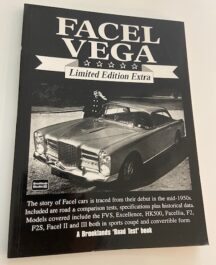 FACEL
VEGA
Limited Edition Extra
The story of Facel cars is traced from their debut in the mid-1950s.
Included are road & comparison tests, specifications plus historical data.
Models covered include the FVS, Excellence, HK500, Facellia, F2,
F2S, Facel II and III both in sports coupé and convertible form.
A Brooklands 'Road Test' book